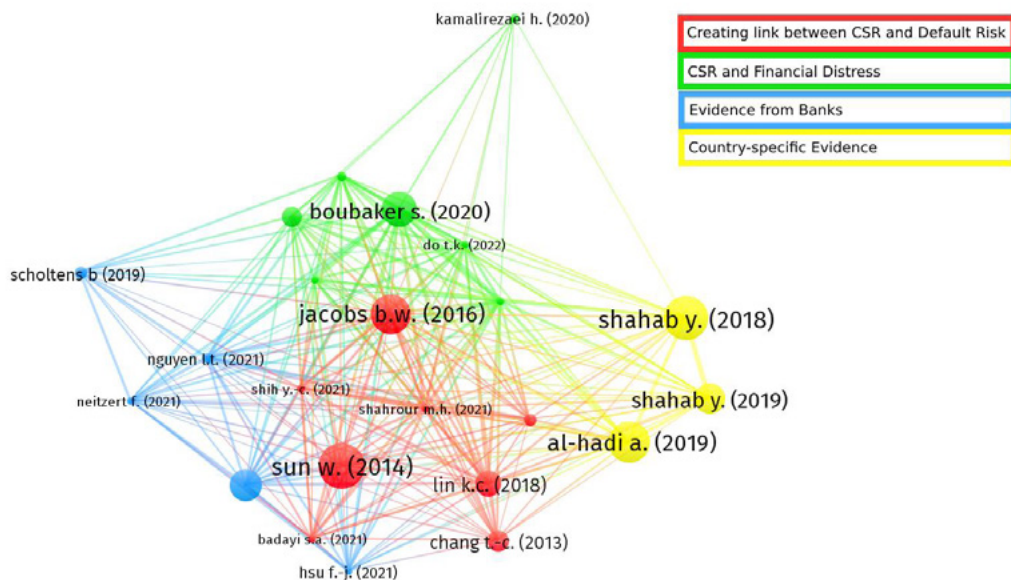 kamalirezaei h. (2020)
Creating link between CSR and Default Risk
CSR and Financial Distress
Evidence from Banks
Country-specific Evidence
boubaker s. (2020)
do t.k. (2022)
scholtens b (2019)
jacobs b.w. (2016)
shahab y. (2018)
nguyen l.t. (2021)
shih y.-c. (2021)
neitzert f. (2021)
shahrour m.h. (2021)
shahab y. (2019)
al-hadi a. (2019)
sun w. (2014)
lin k.c. (2018)
badayi s.a. (2021)
chang t.-c. (2013)
hsu f.-j. (2021)